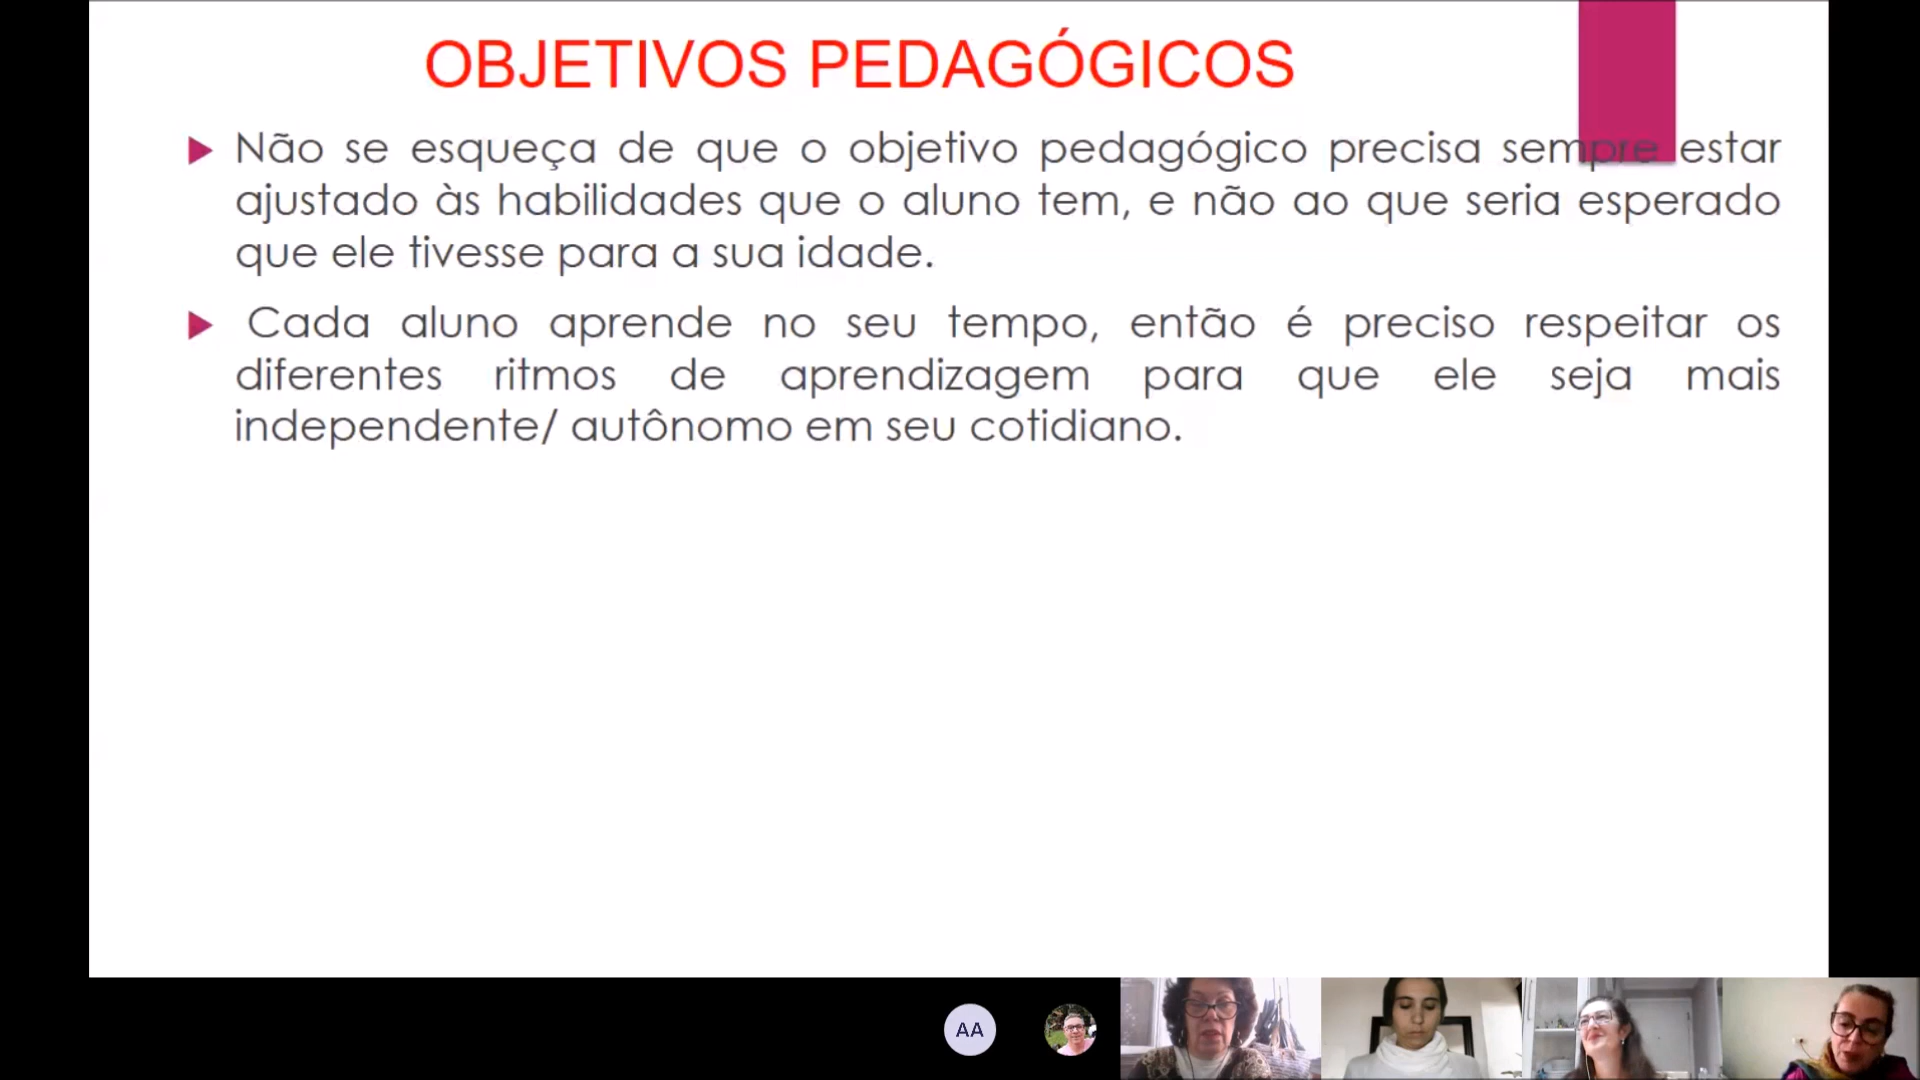 OBJETIVOS PEDAGÓGICOS
Não se esqueça de que o objetivo pedagógico precisa sempre estar
ajustado às habilidades que o aluno tem, e não ao que seria esperado
que ele tivesse para a sua idade.
Cada aluno aprende no seu tempo, então é preciso respeitar os
diferentes ritmos de aprendizagem para que ele seja mais
independente/ autônomo em seu cotidiano.
AA